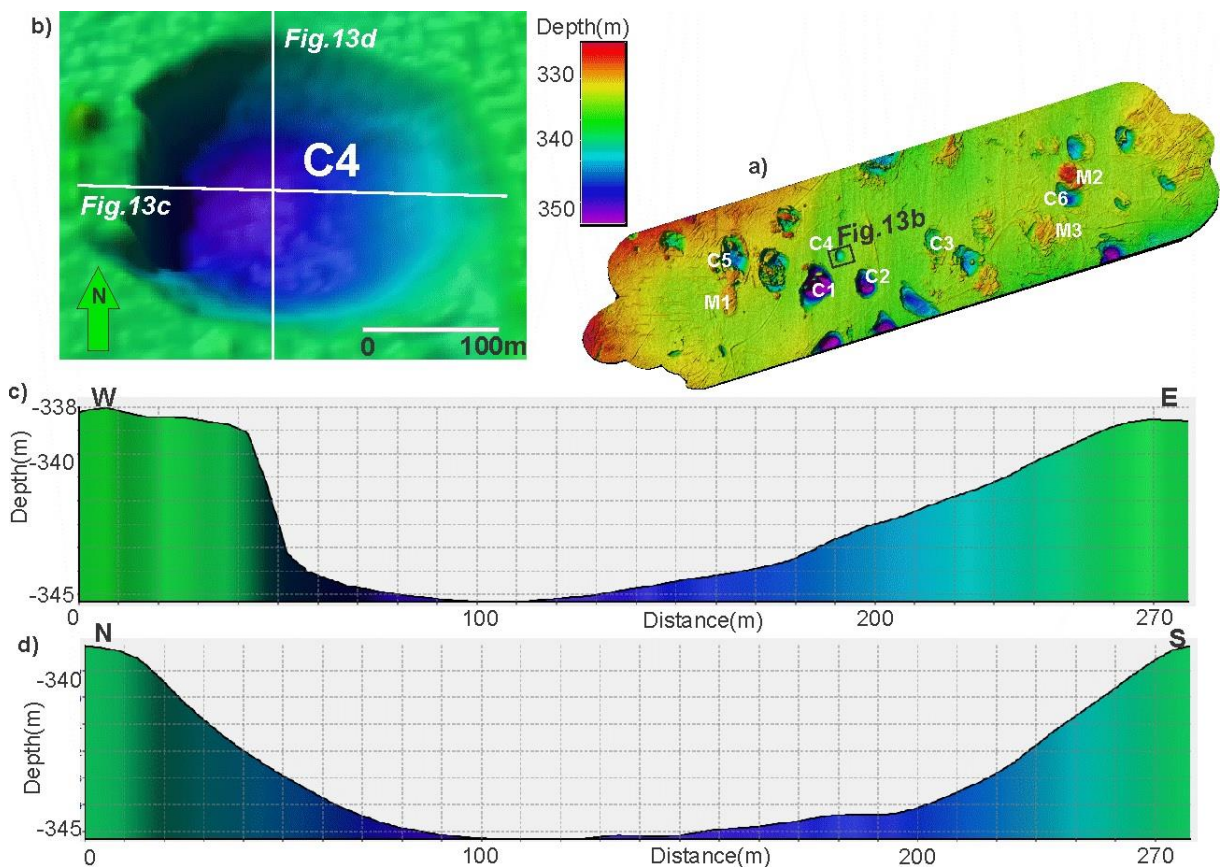 b)
Fig.13d
C4
Fig.13c
N
0 100m
Depth(m)
330
340
350
a)
Fig.13b
C4
C5
M1
C1
C2
C3
M2
C6
M3
c)
W
E
Depth(m)
-338
-340
-345
0 100 Distance(m) 200 270
d)
N
S
Depth(m)
-340
-345
0 100 Distance(m) 200 270